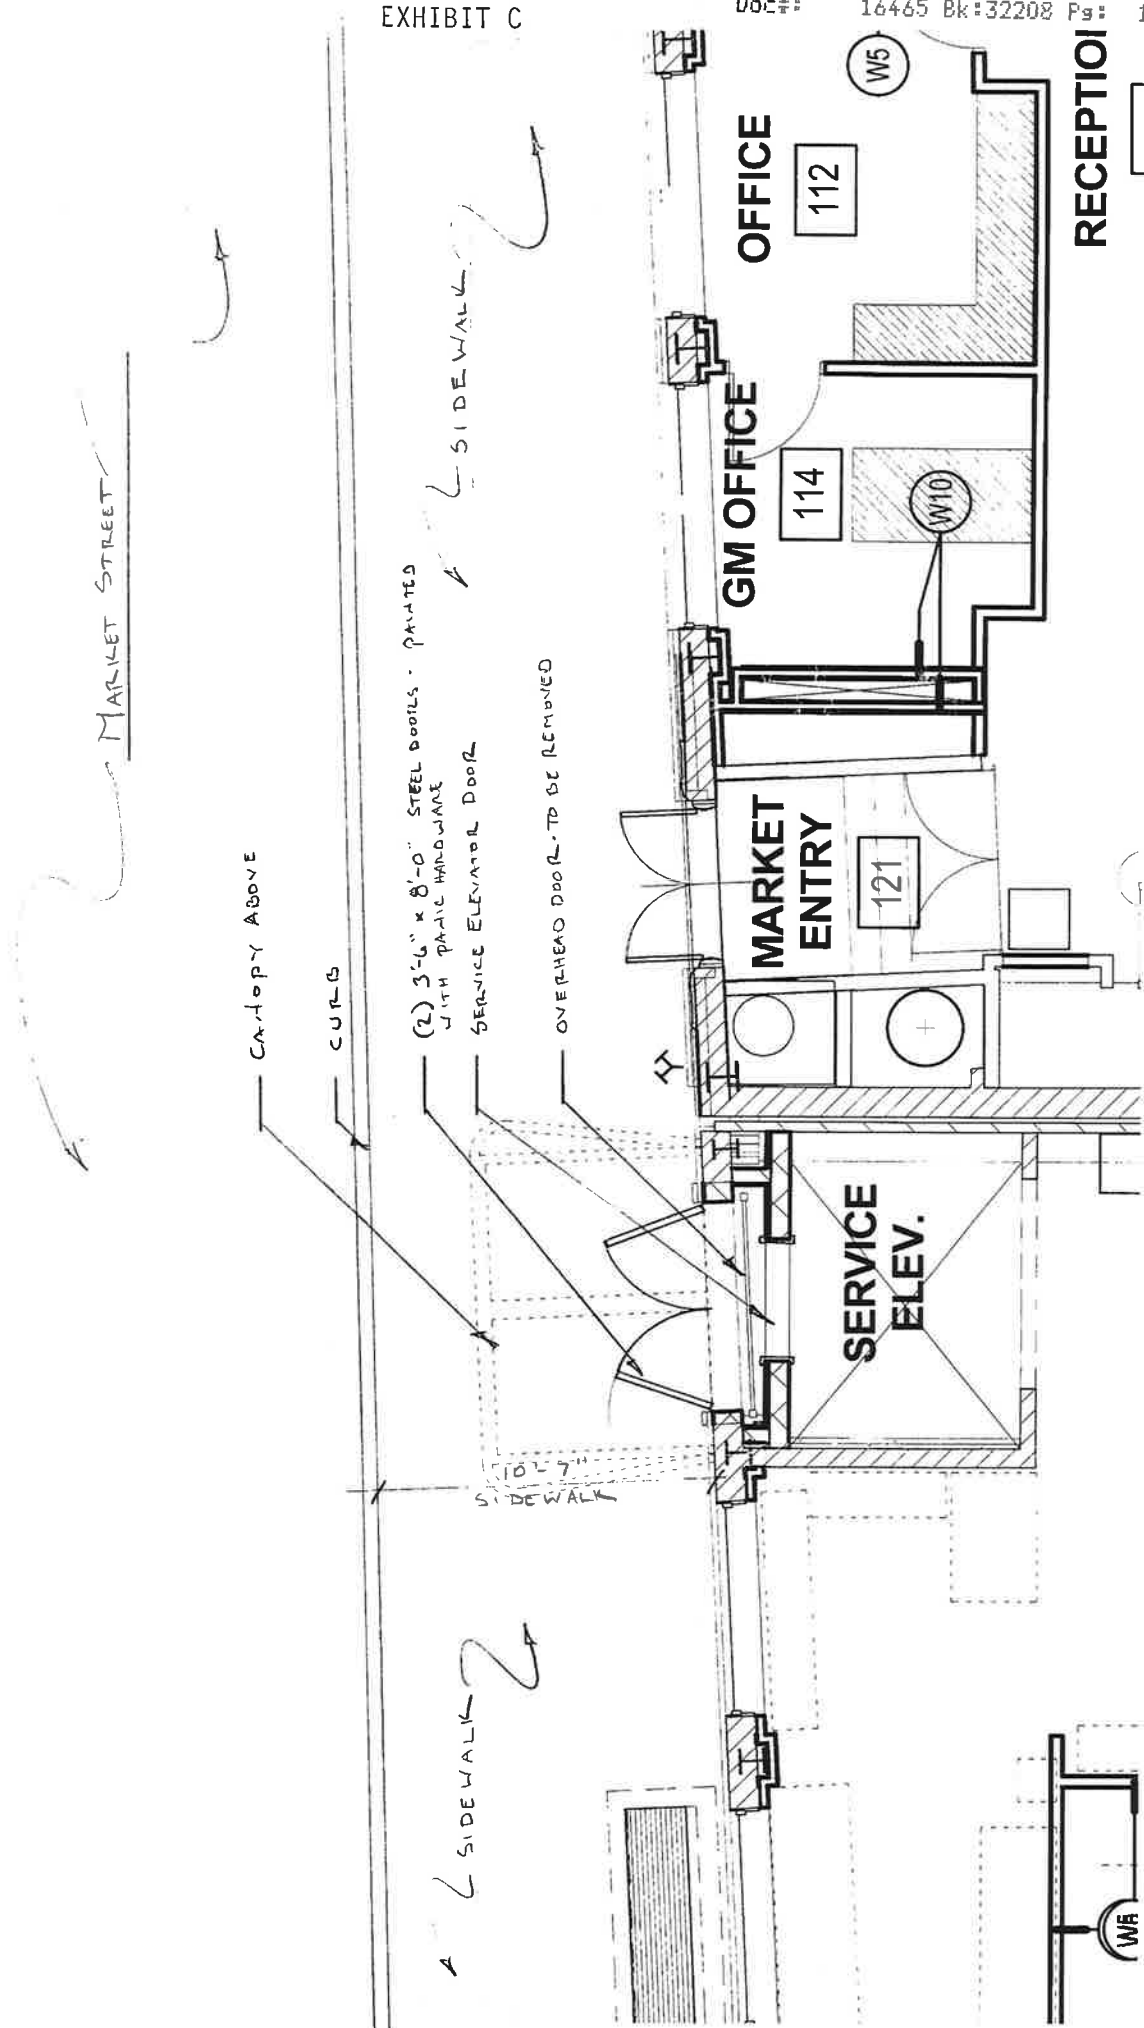 EXHIBIT C
Doc#: 16465 Bk:32208 Pg:
MARKET STREET
CANOPY ABOVE
CURB
(2) 3'-6" x 8'-0" STEEL DOORS - PAINTED
WITH PANIC HARDWARE
SERVICE ELEVATOR DOOR
OVERHEAD DOOR - TO BE REMOVED
SIDEWALK
SIDEWALK
10'-7"
SIDEWALK
OFFICE
112
W5
RECEPTIO
GM OFFICE
114
W10
MARKET
ENTRY
121
SERVICE
ELEV.